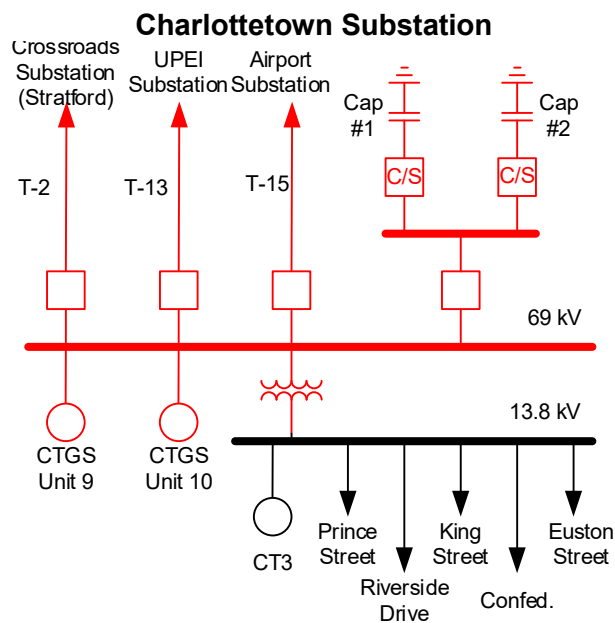 Charlottetown Substation
Crossroads
Substation
(Stratford)
UPEI
Substation
Airport
Substation
Cap
#1
Cap
#2
C/S
C/S
T-2
T-13
T-15
69 kV
13.8 kV
CTGS
Unit 9
CTGS
Unit 10
CT3
Prince
Street
Riverside
Drive
King
Street
Confed.
Euston
Street